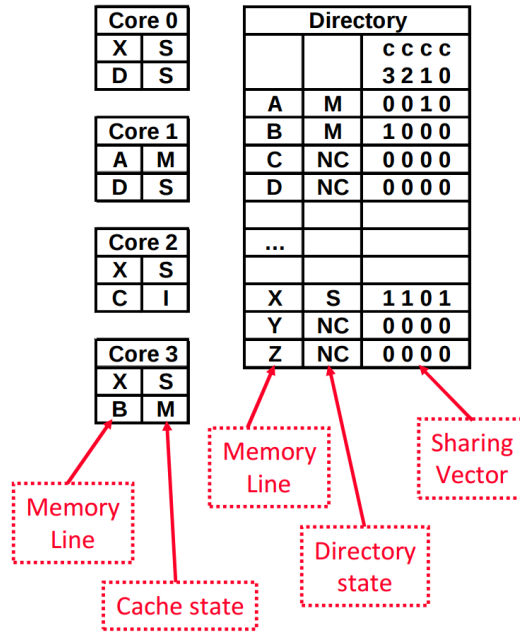 Core 0
X S
D S
Core 1
A M
D S
Core 2
X S
C I
Core 3
X S
B M
Directory
c c c c
3 2 1 0
A M 0 0 1 0
B M 1 0 0 0
C NC 0 0 0 0
D NC 0 0 0 0
...
X S 1 1 0 1
Y NC 0 0 0 0
Z NC 0 0 0 0
Memory
Line
Cache state
Memory
Line
Directory
state
Sharing
Vector